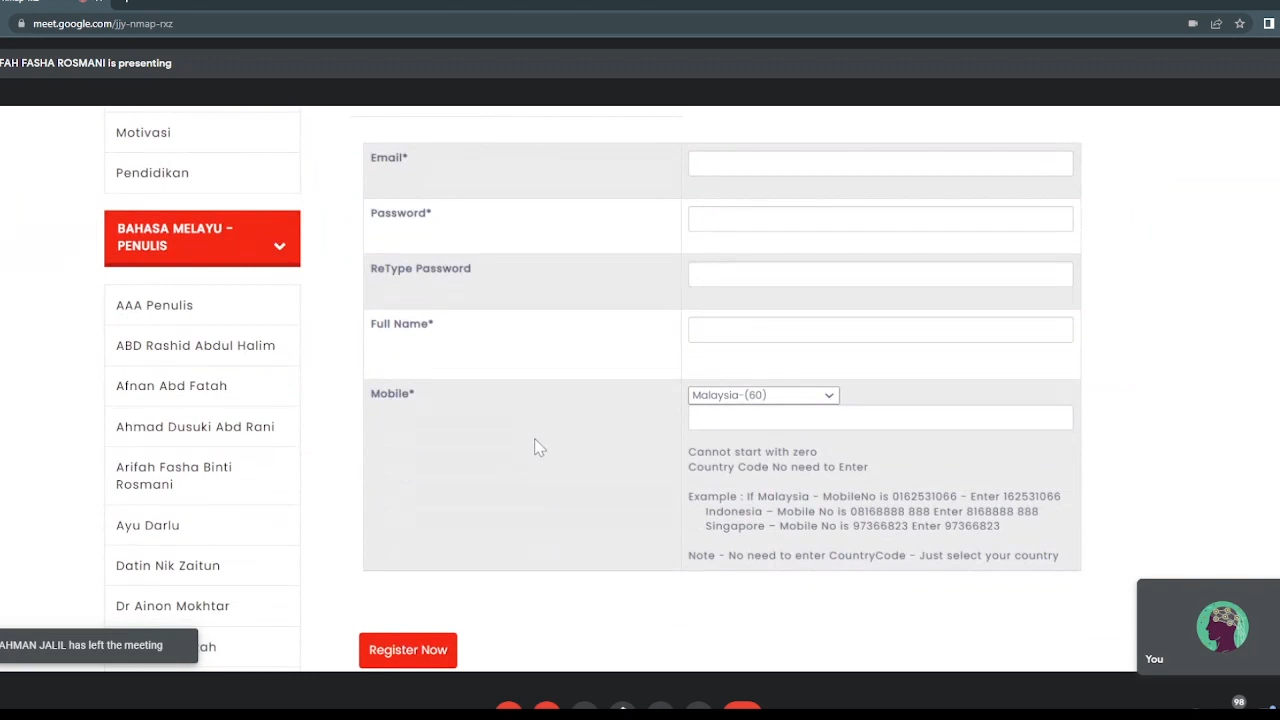 meet.google.com/jjy-nmap-rxz
FAH FASHA ROSMANI is presenting
Motivasi
Pendidikan
BAHASA MELAYU -
PENULIS
AAA Penulis
ABD Rashid Abdul Halim
Afnan Abd Fatah
Ahmad Dusuki Abd Rani
Arifah Fasha Binti
Rosmani
Ayu Darlu
Datin Nik Zaitun
Dr Ainon Mokhtar
ah
Email*
Password*
ReType Password
Full Name*
Mobile*
Malaysia-(60)
Cannot start with zero
Country Code No need to Enter
Example : If Malaysia - MobileNo is 0162531066 - Enter 162531066
Indonesia – Mobile No is 08168888 888 Enter 8168888 888
Singapore – Mobile No is 97366823 Enter 97366823
Note - No need to enter CountryCode - Just select your country
Register Now
AHMAN JALIL has left the meeting
You
98